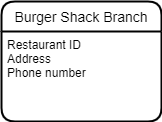 Burger Shack Branch
Restaurant ID
Address
Phone number